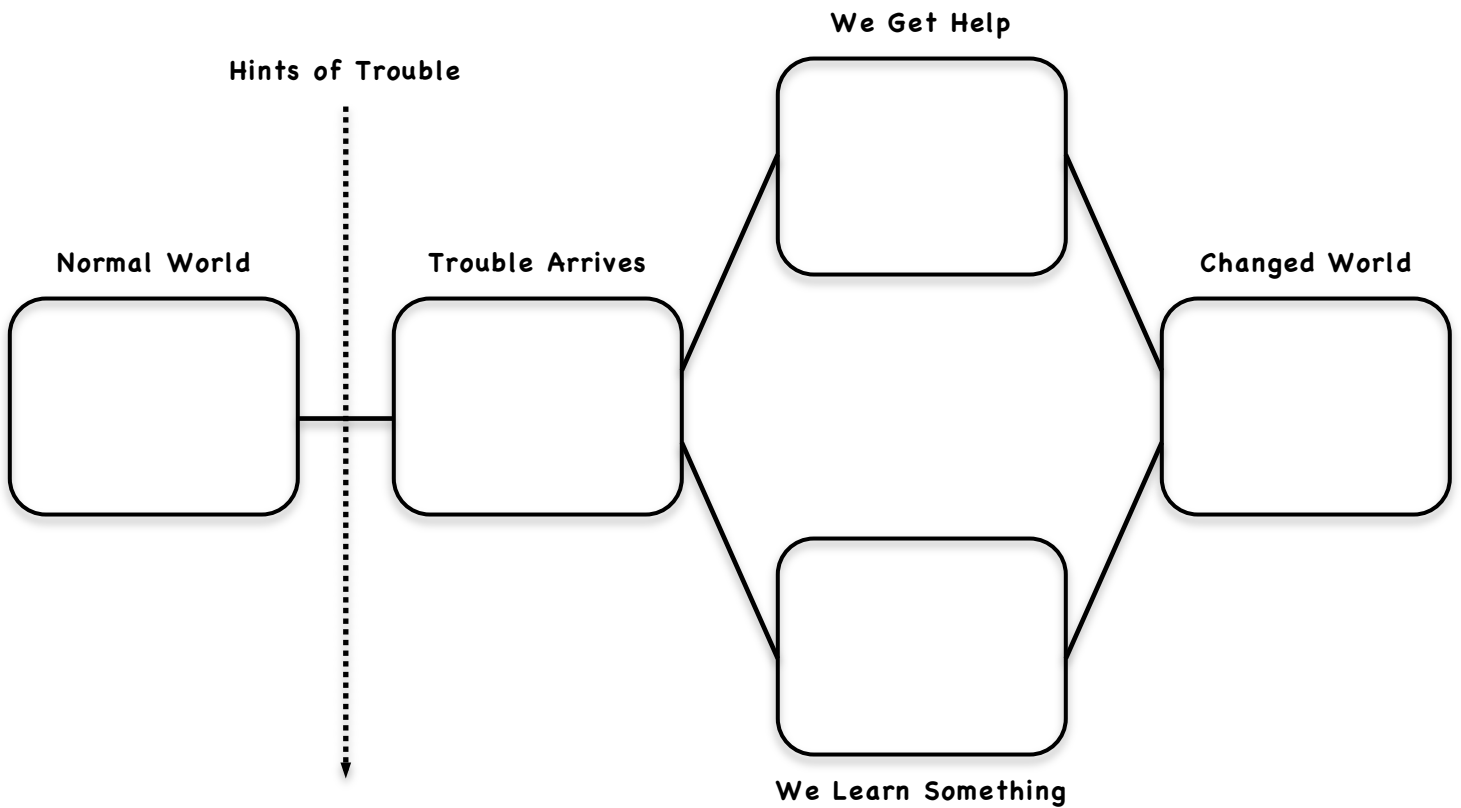 We Get Help
Hints of Trouble
Normal World
Trouble Arrives
Changed World
We Learn Something